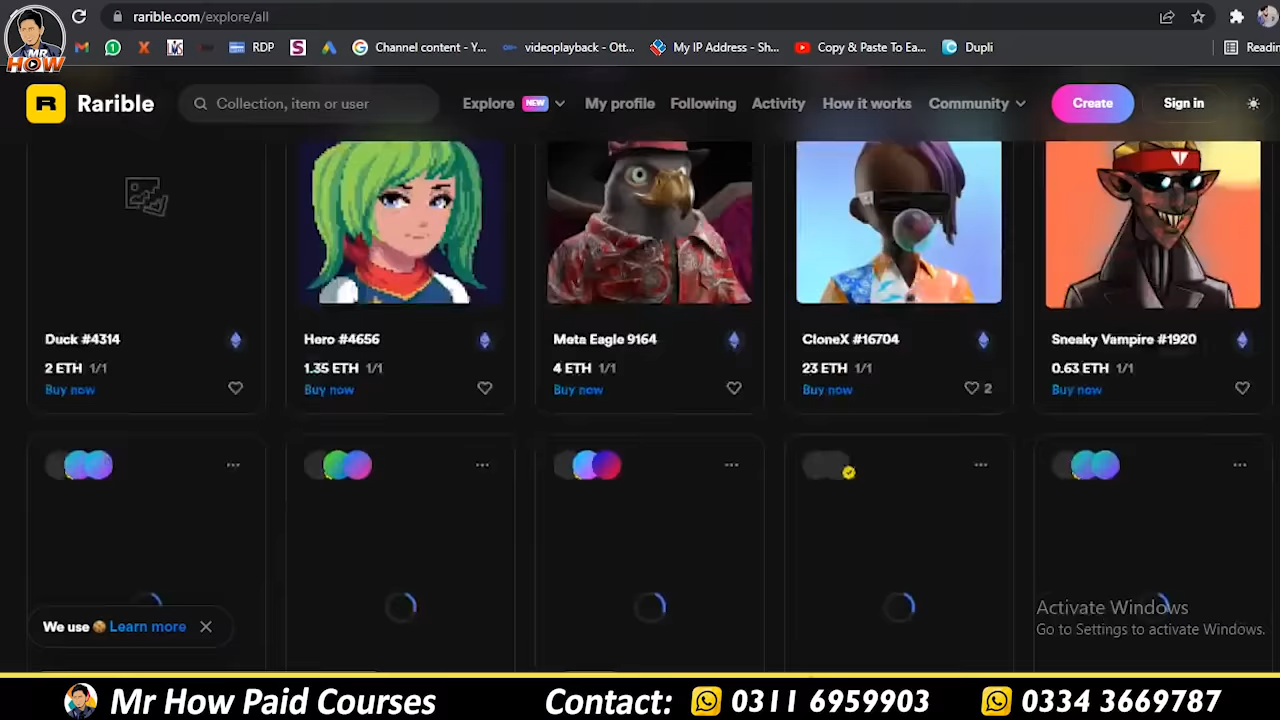 rarible.com/explore/all
MR HOW
RDP
Channel content - Y...
videoplayback - Ott...
My IP Address - Sh...
Copy & Paste To Ea...
Dupli
Readin
R Rarible
Collection, item or user
Explore NEW
My profile
Following
Activity
How it works
Community
Create
Sign in
Duck #4314
2 ETH 1/1
Buy now
Hero #4656
1.35 ETH 1/1
Buy now
Meta Eagle 9164
4 ETH 1/1
Buy now
CloneX #16704
23 ETH 1/1
Buy now
2
Sneaky Vampire #1920
0.63 ETH 1/1
Buy now
We use 🍪 Learn more
Activate Windows
Go to Settings to activate Windows.
Mr How Paid Courses
Contact: 0311 6959903 0334 3669787